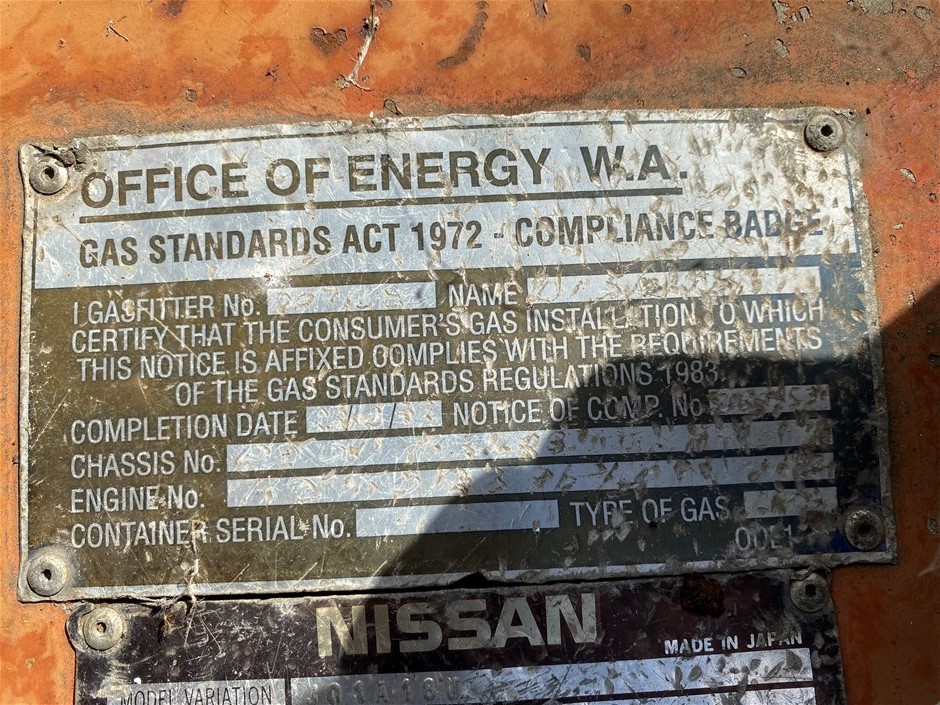 OFFICE OF ENERGY W.A.
GAS STANDARDS ACT 1972 - COMPLIANCE BADGE
I GASFITTER No. NAME
CERTIFY THAT THE CONSUMER'S GAS INSTALLATION TO WHICH
THIS NOTICE IS AFFIXED COMPLIES WITH THE REQUIREMENTS
OF THE GAS STANDARDS REGULATIONS 1983
COMPLETION DATE / / NOTICE OF COMP. No
CHASSIS No.
ENGINE No.
CONTAINER SERIAL No. TYPE OF GAS
NISSAN
MADE IN JAPAN
MODEL VARIATION